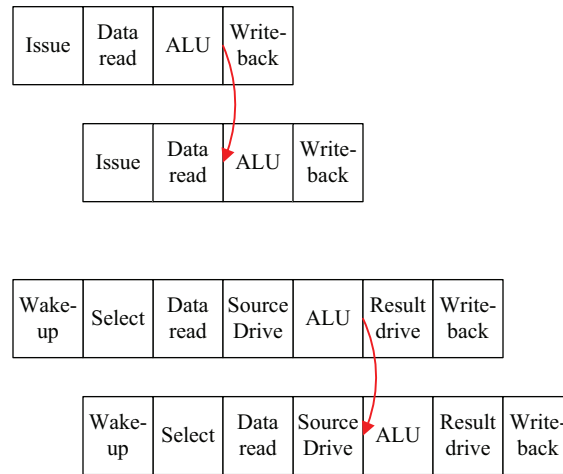 Issue
Data
read
ALU
Write-
back
Issue
Data
read
ALU
Write-
back
Wake-
up
Select
Data
read
Source
Drive
ALU
Result
drive
Write-
back
Wake-
up
Select
Data
read
Source
Drive
ALU
Result
drive
Write-
back